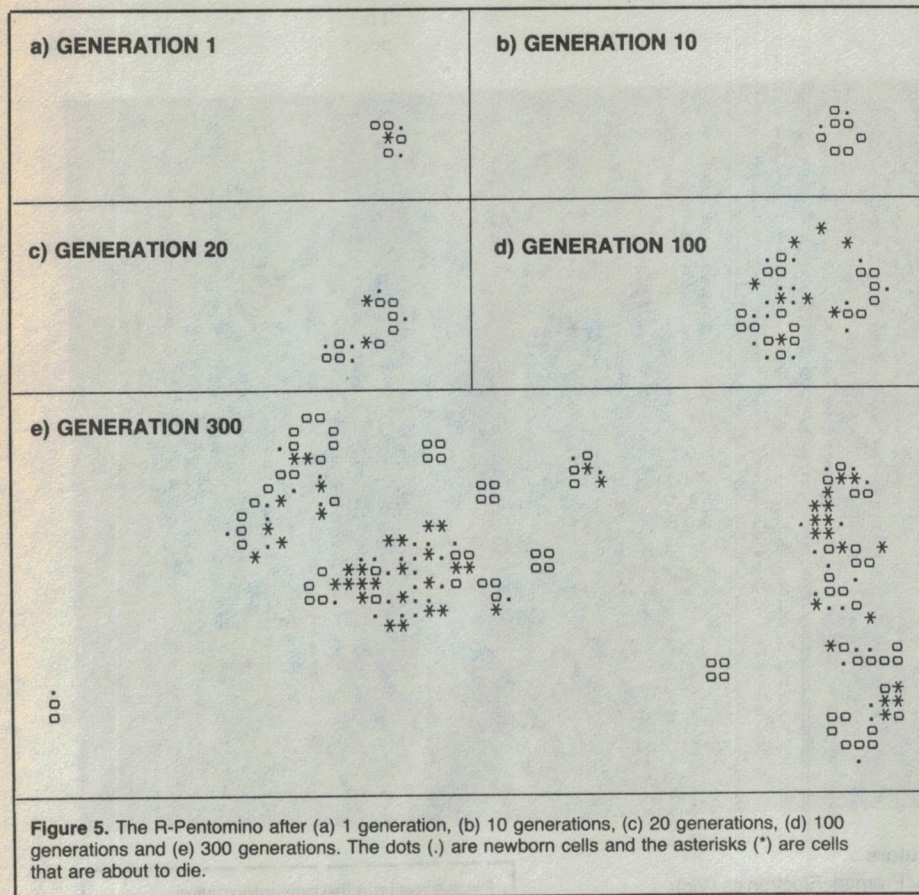 a) GENERATION 1
b) GENERATION 10
c) GENERATION 20
d) GENERATION 100
e) GENERATION 300
Figure 5. The R-Pentomino after (a) 1 generation, (b) 10 generations, (c) 20 generations, (d) 100
generations and (e) 300 generations. The dots (.) are newborn cells and the asterisks (*) are cells
that are about to die.